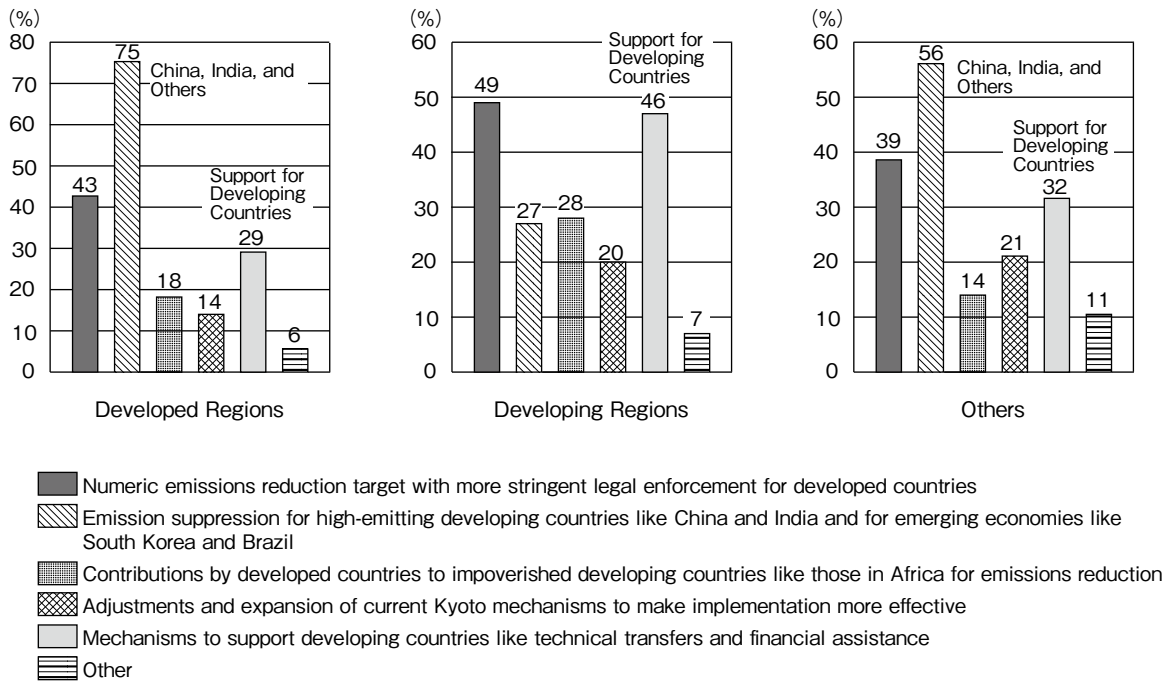 (%)
80
70
60
50
40
30
20
10
0
43
75
18
14
29
6
China, India, and
Others
Support for
Developing
Countries
Developed Regions
(%)
60
50
40
30
20
10
0
49
27
28
20
46
7
Support for
Developing
Countries
Developing Regions
(%)
60
50
40
30
20
10
0
39
56
14
21
32
11
China, India, and
Others
Support for
Developing
Countries
Others
Numeric emissions reduction target with more stringent legal enforcement for developed countries
Emission suppression for high-emitting developing countries like China and India and for emerging economies like
South Korea and Brazil
Contributions by developed countries to impoverished developing countries like those in Africa for emissions reduction
Adjustments and expansion of current Kyoto mechanisms to make implementation more effective
Mechanisms to support developing countries like technical transfers and financial assistance
Other